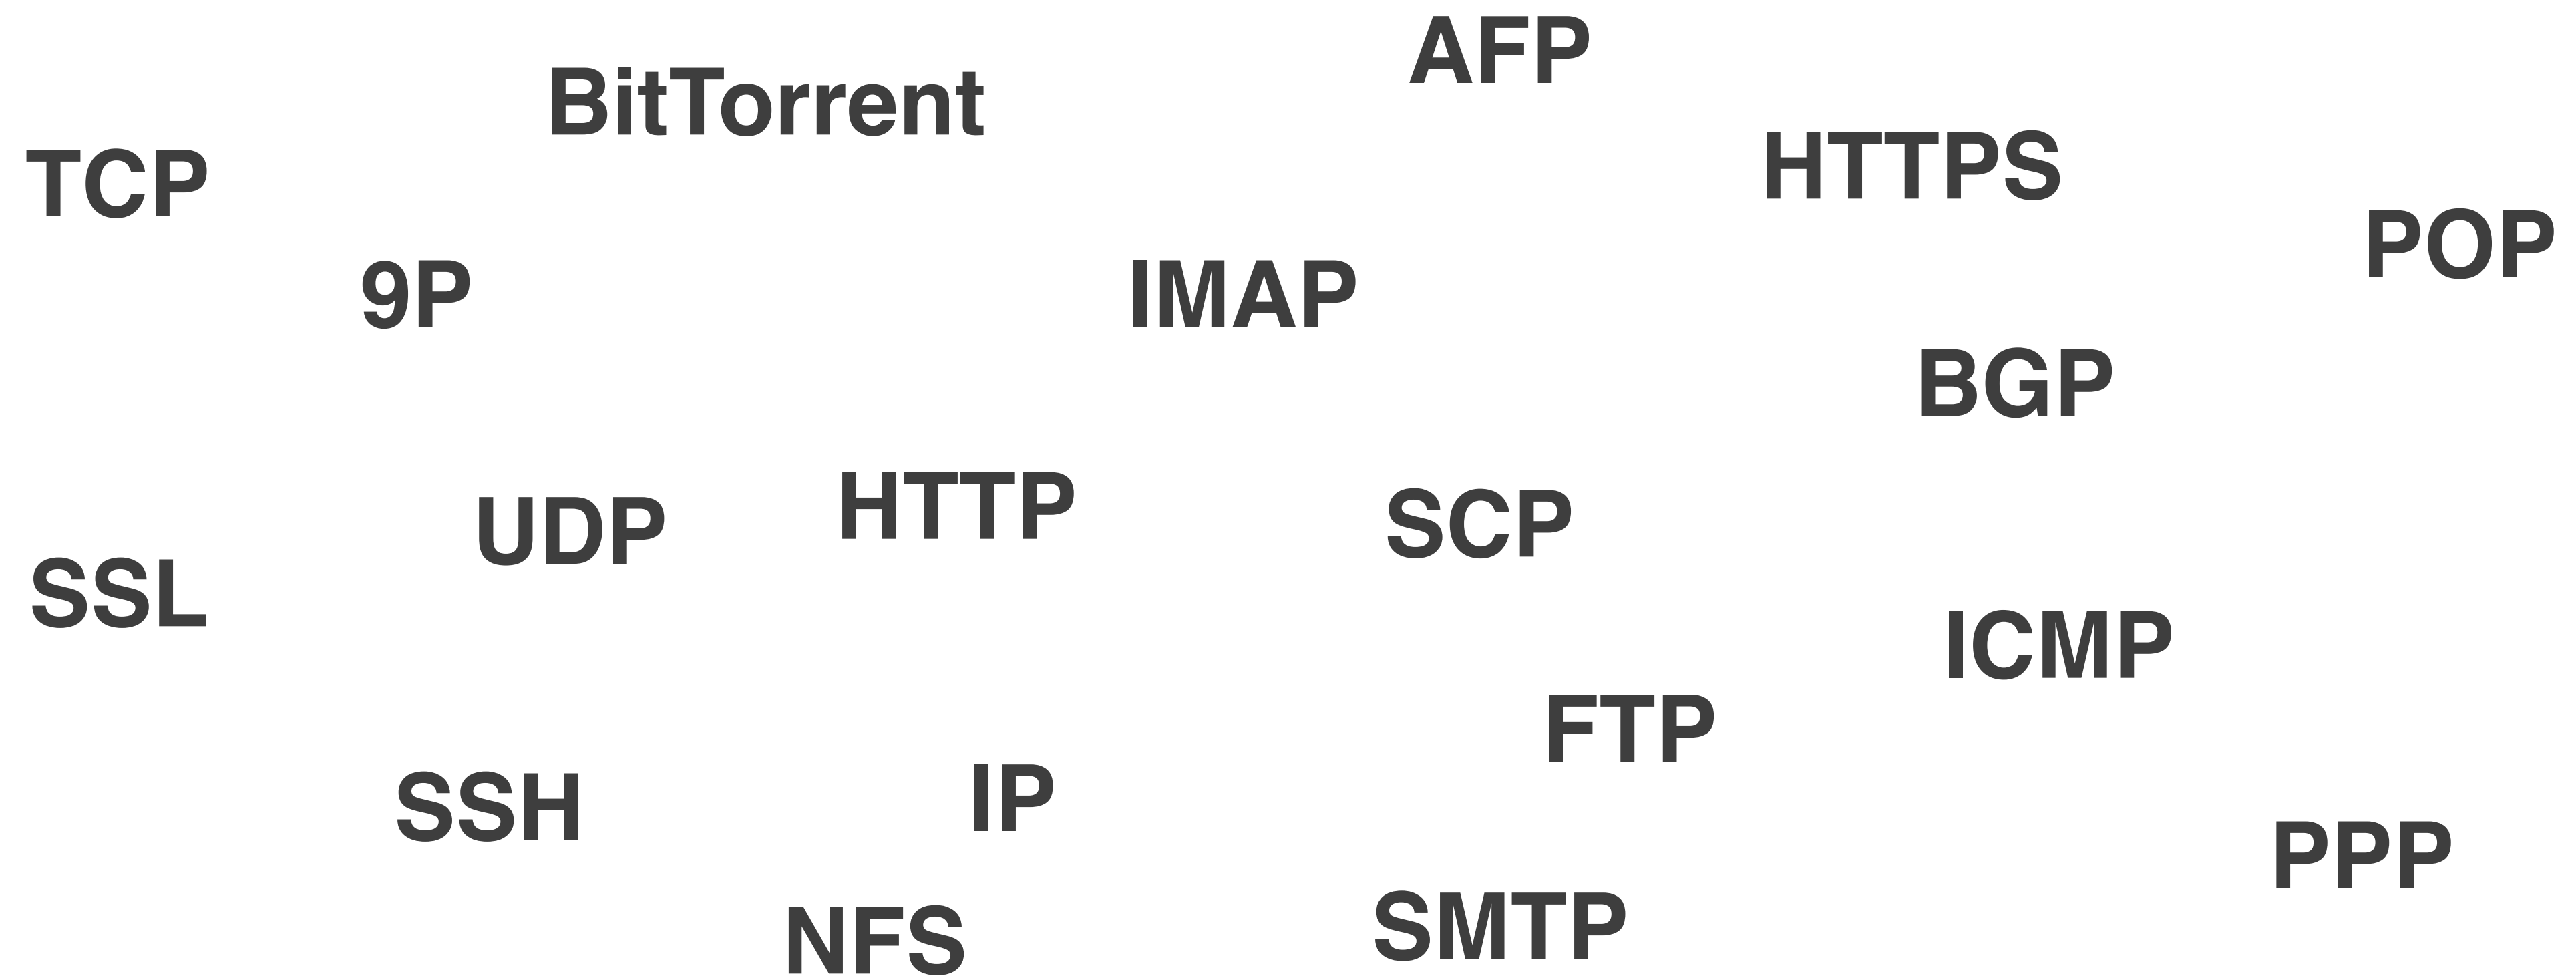 AFP
BitTorrent
HTTPS
TCP
POP
9P
IMAP
BGP
HTTP
SCP
UDP
SSL
ICMP
FTP
IP
SSH
PPP
SMTP
NFS